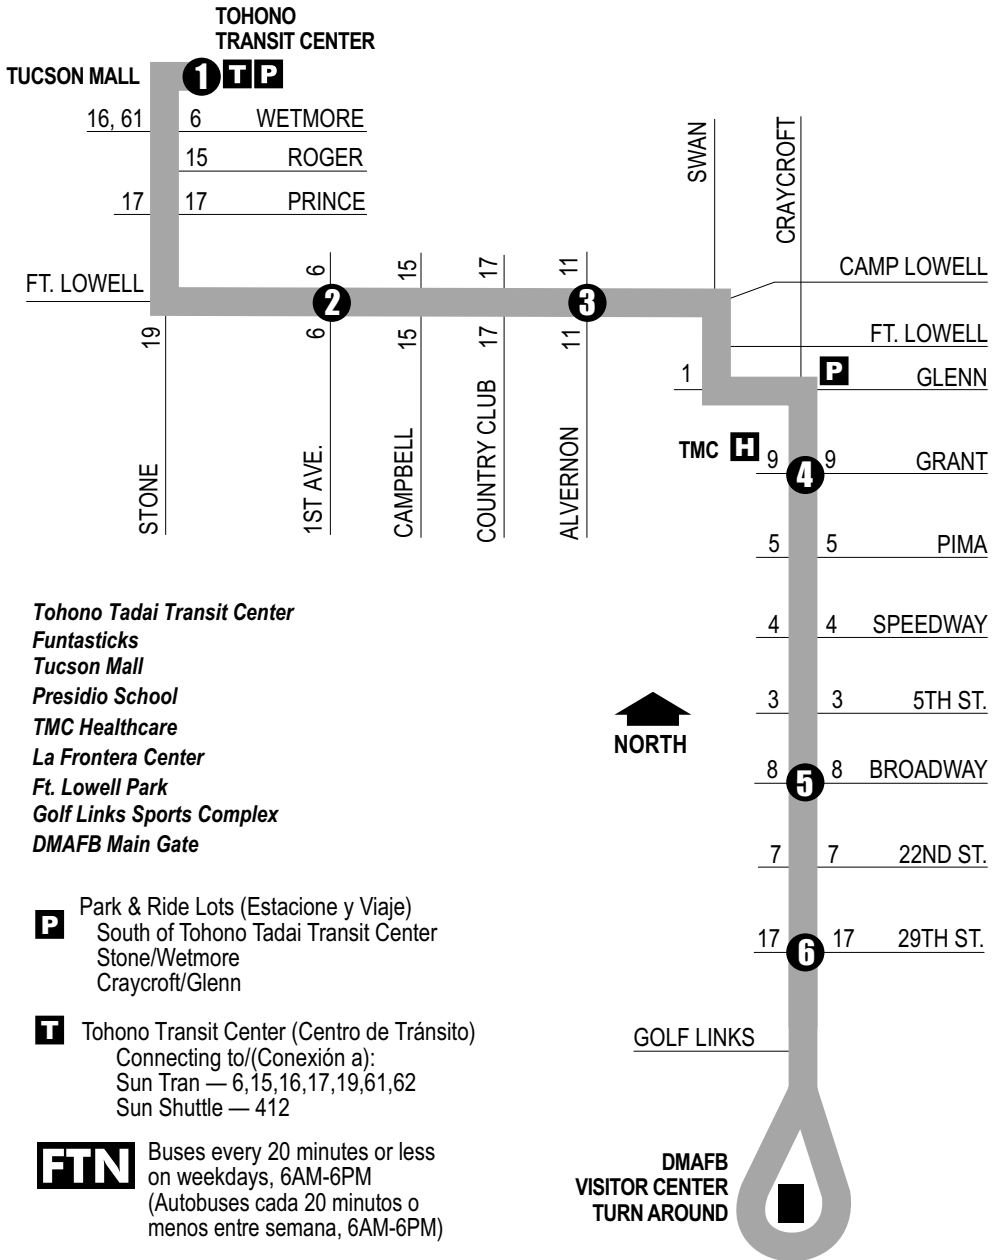 TOHONO
TRANSIT CENTER
TUCSON MALL 1 T P
16, 61 6 WETMORE
15 ROGER
17 17 PRINCE
SWAN
CRAYCROFT
FT. LOWELL
6 15 17 11
2 3
19 6 15 17 11
CAMP LOWELL
FT. LOWELL
1 P GLENN
STONE
1ST AVE.
CAMPBELL
COUNTRY CLUB
ALVERNON
TMC H 9 4 9 GRANT
5 5 PIMA
4 4 SPEEDWAY
3 3 5TH ST.
8 5 8 BROADWAY
7 7 22ND ST.
17 6 17 29TH ST.
GOLF LINKS
DMAFB
VISITOR CENTER
TURN AROUND
NORTH
Tohono Tadai Transit Center
Funtasticks
Tucson Mall
Presidio School
TMC Healthcare
La Frontera Center
Ft. Lowell Park
Golf Links Sports Complex
DMAFB Main Gate
P Park & Ride Lots (Estacione y Viaje)
South of Tohono Tadai Transit Center
Stone/Wetmore
Craycroft/Glenn
T Tohono Transit Center (Centro de Tránsito)
Connecting to/(Conexión a):
Sun Tran — 6,15,16,17,19,61,62
Sun Shuttle — 412
FTN Buses every 20 minutes or less
on weekdays, 6AM-6PM
(Autobuses cada 20 minutos o
menos entre semana, 6AM-6PM)